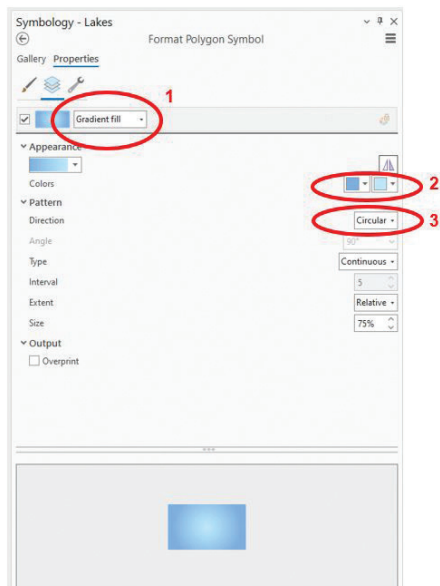 Symbology - Lakes
Format Polygon Symbol
Gallery Properties
1
Gradient fill
Appearance
Colors
2
Pattern
Direction Circular
3
Angle 90°
Type Continuous
Interval 5
Extent Relative
Size 75%
Output
Overprint